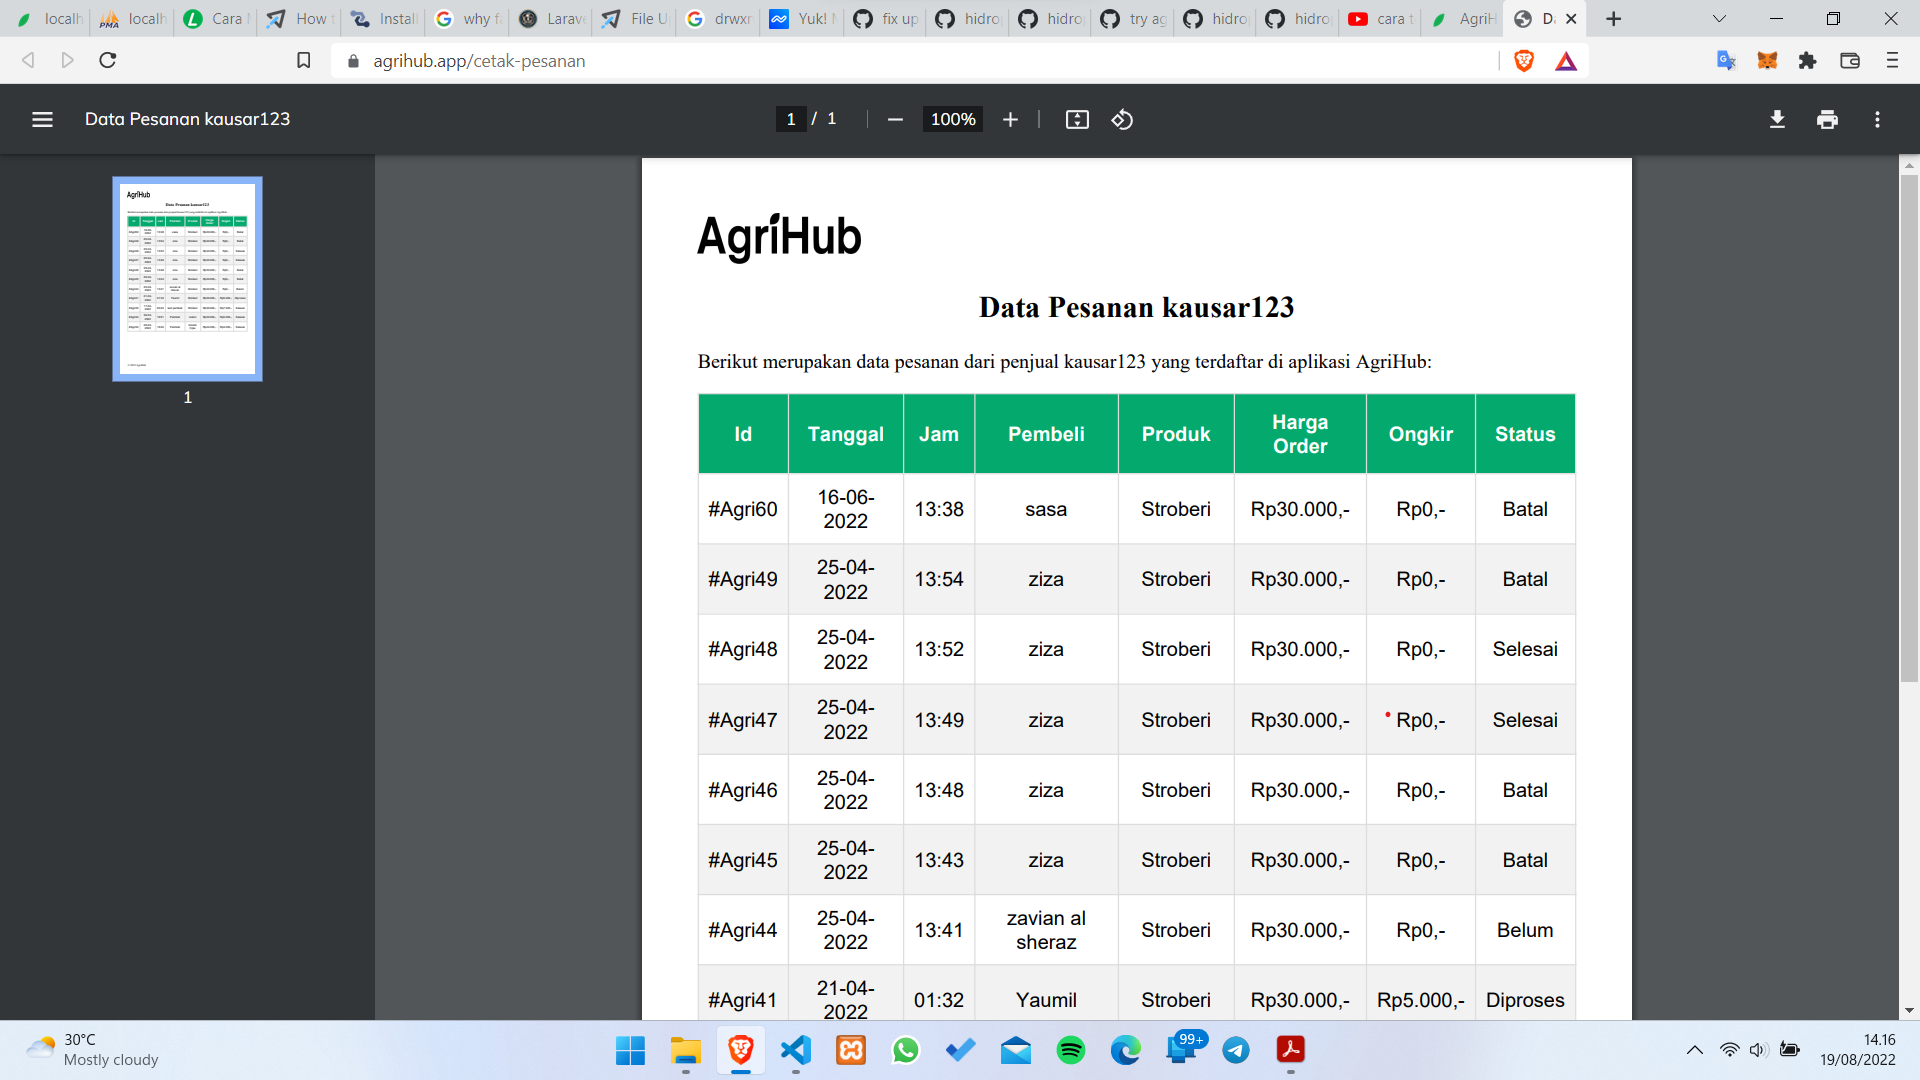 localh
localh
Cara
How t
Install
why fa
Larave
File U
drwxr
Yuk!
fix up
hidro
hidro
try ag
hidro
hidro
cara t
AgriH
D
agrihub.app/cetak-pesanan
Data Pesanan kausar123
1 / 1
100%
1
AgriHub
Data Pesanan kausar123
Berikut merupakan data pesanan dari penjual kausar123 yang terdaftar di aplikasi AgriHub:
Id Tanggal Jam Pembeli Produk Harga Order Ongkir Status
#Agri60 16-06-2022 13:38 sasa Stroberi Rp30.000,- Rp0,- Batal
#Agri49 25-04-2022 13:54 ziza Stroberi Rp30.000,- Rp0,- Batal
#Agri48 25-04-2022 13:52 ziza Stroberi Rp30.000,- Rp0,- Selesai
#Agri47 25-04-2022 13:49 ziza Stroberi Rp30.000,- Rp0,- Selesai
#Agri46 25-04-2022 13:48 ziza Stroberi Rp30.000,- Rp0,- Batal
#Agri45 25-04-2022 13:43 ziza Stroberi Rp30.000,- Rp0,- Batal
#Agri44 25-04-2022 13:41 zavian al sheraz Stroberi Rp30.000,- Rp0,- Belum
#Agri41 21-04-2022 01:32 Yaumil Stroberi Rp30.000,- Rp5.000,- Diproses
30°C
Mostly cloudy
99+
14.16
19/08/2022